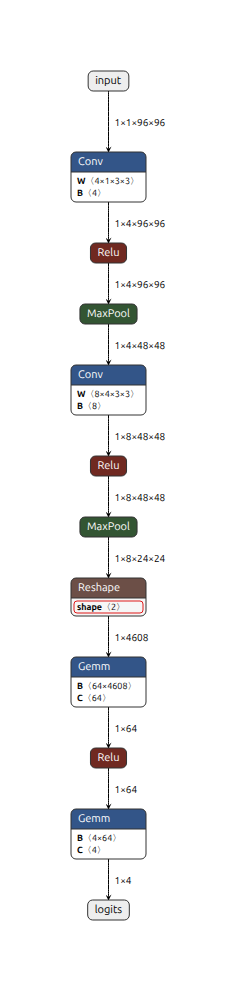 input
1×1×96×96
Conv
W ⟨4×1×3×3⟩
B ⟨4⟩
1×4×96×96
Relu
1×4×96×96
MaxPool
1×4×48×48
Conv
W ⟨8×4×3×3⟩
B ⟨8⟩
1×8×48×48
Relu
1×8×48×48
MaxPool
1×8×24×24
Reshape
shape ⟨2⟩
1×4608
Gemm
B ⟨64×4608⟩
C ⟨64⟩
1×64
Relu
1×64
Gemm
B ⟨4×64⟩
C ⟨4⟩
1×4
logits